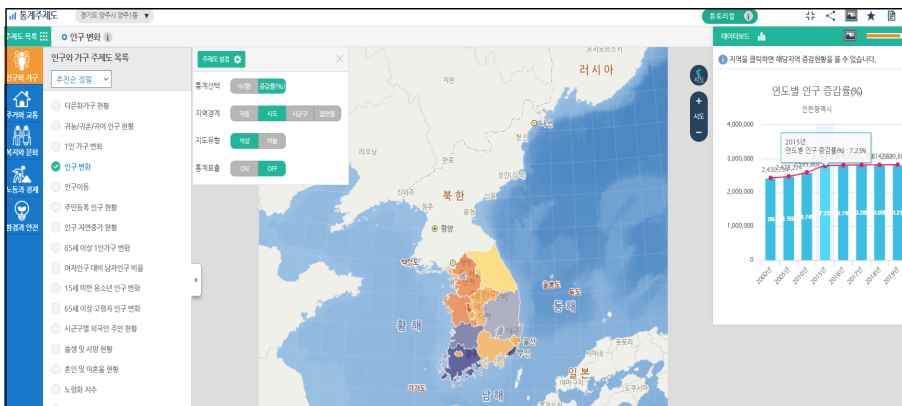 통계주제도
경기도 양주시 양주1동 ▼
튜토리얼 i
주제도 목록
인구 변화 i
데이터보드
인구와 가구
주거와 교통
복지와 문화
노동과 경제
환경과 안전
인구와 가구 주제도 목록
추천순 정렬
다문화가구 현황
귀농/귀촌/귀어 인구 현황
1인 가구 변화
인구 변화
인구이동
주민등록 인구 현황
인구 자연증가 현황
65세 이상 1인가구 변화
여자인구 대비 남자인구 비율
15세 미만 유소년 인구 변화
65세 이상 고령자 인구 변화
시군구별 외국인 주민 현황
출생 및 사망 현황
혼인 및 이혼율 현황
노령화 지수
주제도 설정
통계선택 수(명) 증감률(%)
지역경계 자동 시도 시군구 읍면동
지도유형 색상 버블
통계표출 ON OFF
러시아
북한
평양
백령도
황해
동해
울릉도
독도
울산
부산
일본
남해
가가도
시도
지역을 클릭하면 해당지역 증감현황을 볼 수 있습니다.
연도별 인구 증감률(%)
인천광역시
4,000,000
3,000,000
2,000,000
1,000,000
0
2015년
연도별 인구 증감률(%) : 7.23%
2000년
2005년
2010년
2015년
2016년
2017년
2018년
2019년